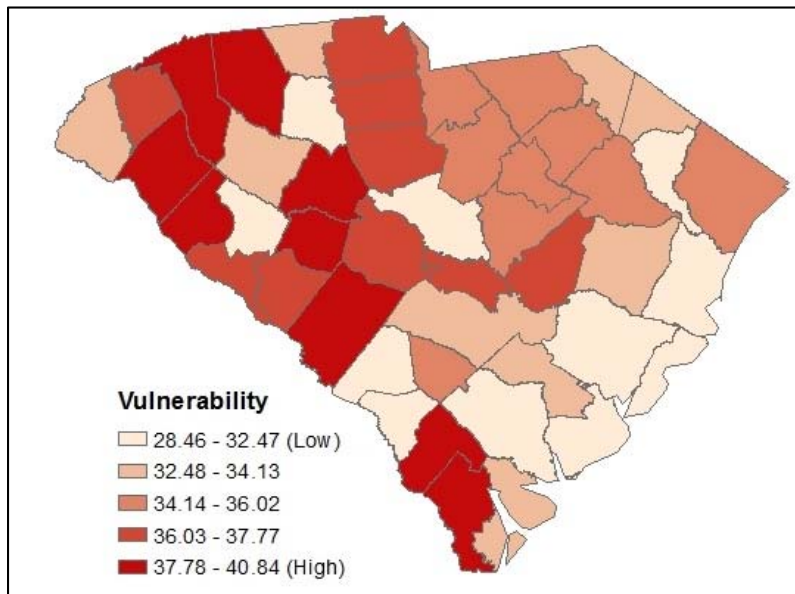 Vulnerability
28.46 - 32.47 (Low)
32.48 - 34.13
34.14 - 36.02
36.03 - 37.77
37.78 - 40.84 (High)